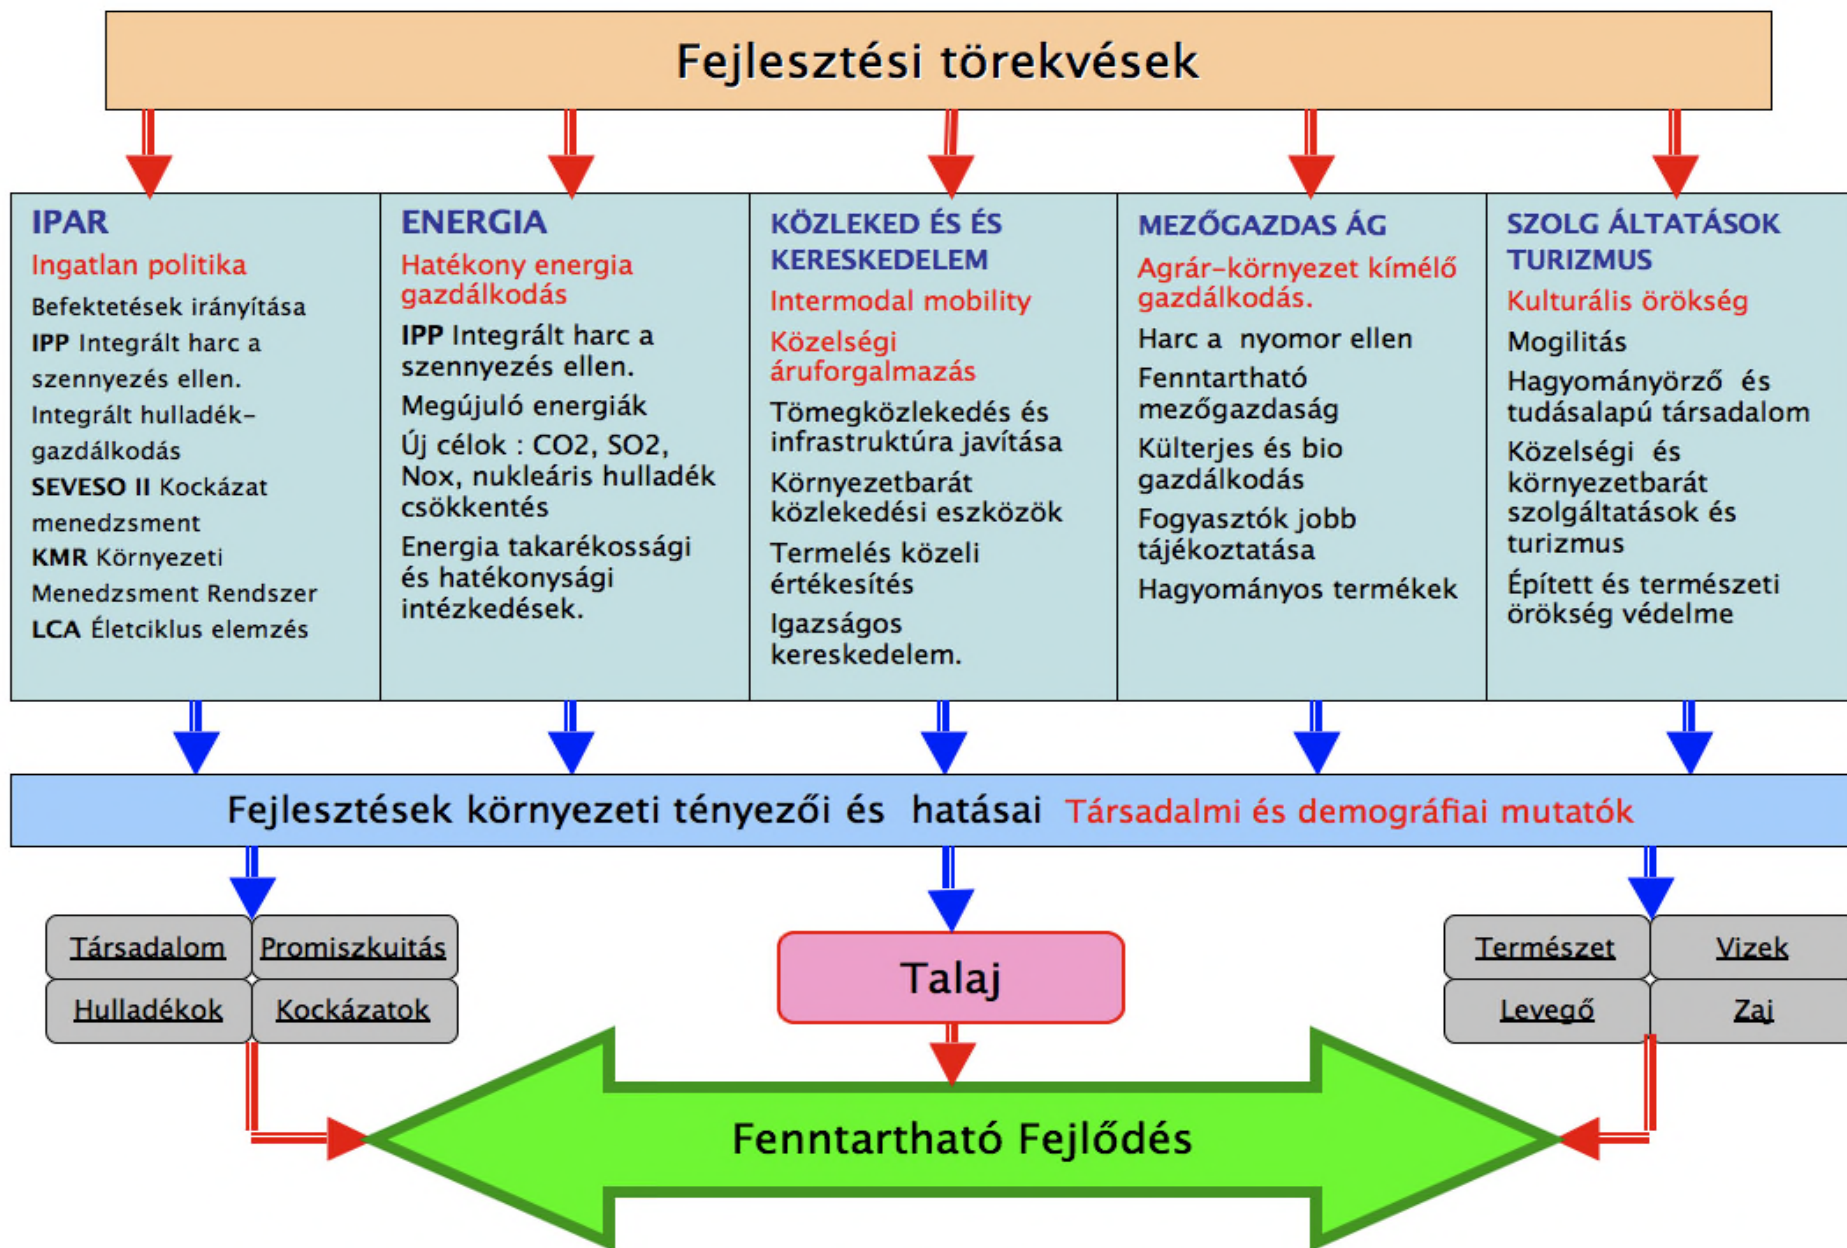 Fejlesztési törekvések
IPAR
Ingatlan politika
Befektetések irányítása
IPP Integrált harc a
szennyezés ellen.
Integrált hulladék-
gazdálkodás
SEVESO II Kockázat
menedzsment
KMR Környezeti
Menedzsment Rendszer
LCA Életciklus elemzés
ENERGIA
Hatékony energia
gazdálkodás
IPP Integrált harc a
szennyezés ellen.
Megújuló energiák
Új célok : CO2, SO2,
Nox, nukleáris hulladék
csökkentés
Energia takarékossági
és hatékonysági
intézkedések.
KÖZLEKED ÉS ÉS
KERESKEDELEM
Intermodal mobility
Közelségi
áruforgalmazás
Tömegközlekedés és
infrastruktúra javítása
Környezetbarát
közlekedési eszközök
Termelés közeli
értékesítés
Igazságos
kereskedelem.
MEZŐGAZDAS ÁG
Agrár-környezet kímélő
gazdálkodás.
Harc a nyomor ellen
Fenntartható
mezőgazdaság
Külterjes és bio
gazdálkodás
Fogyasztók jobb
tájékoztatása
Hagyományos termékek
SZOLG ÁLTATÁSOK
TURIZMUS
Kulturális örökség
Mogilitás
Hagyományörző és
tudásalapú társadalom
Közelségi és
környezetbarát
szolgáltatások és
turizmus
Épített és természeti
örökség védelme
Fejlesztések környezeti tényezői és hatásai Társadalmi és demográfiai mutatók
Társadalom Promiszkuitás
Hulladékok Kockázatok
Talaj
Természet Vizek
Levegő Zaj
Fenntartható Fejlődés